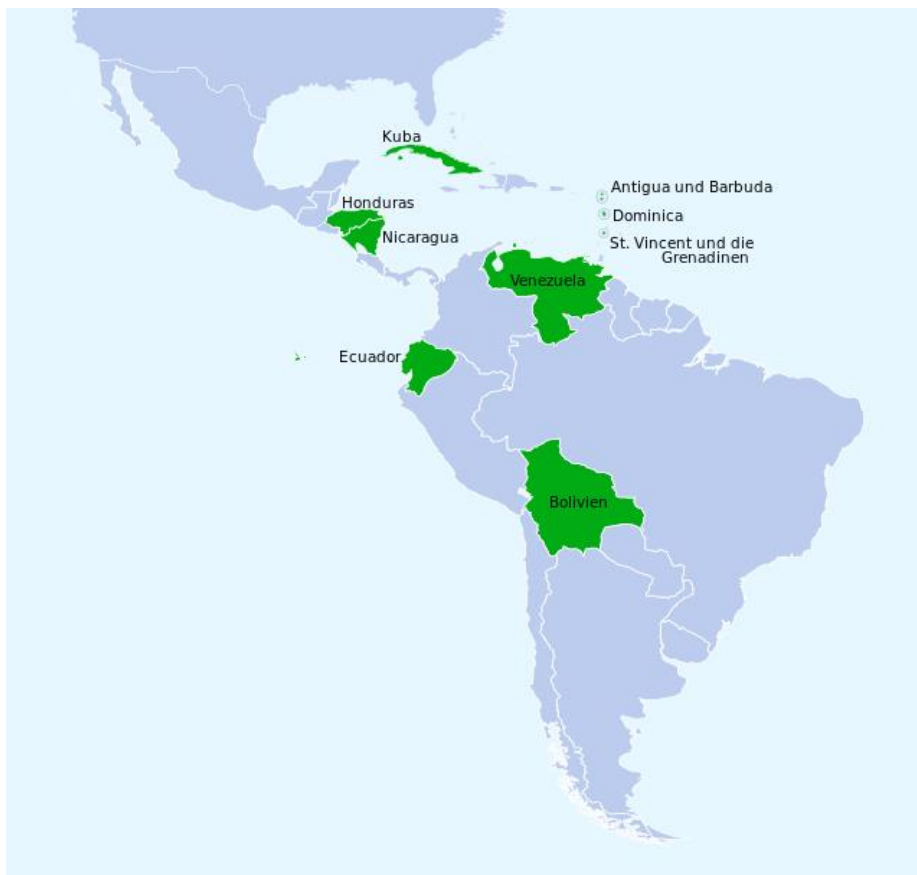 Kuba
Antigua und Barbuda
Honduras
Dominica
Nicaragua
St. Vincent und die
Grenadinen
Venezuela
Ecuador
Bolivien